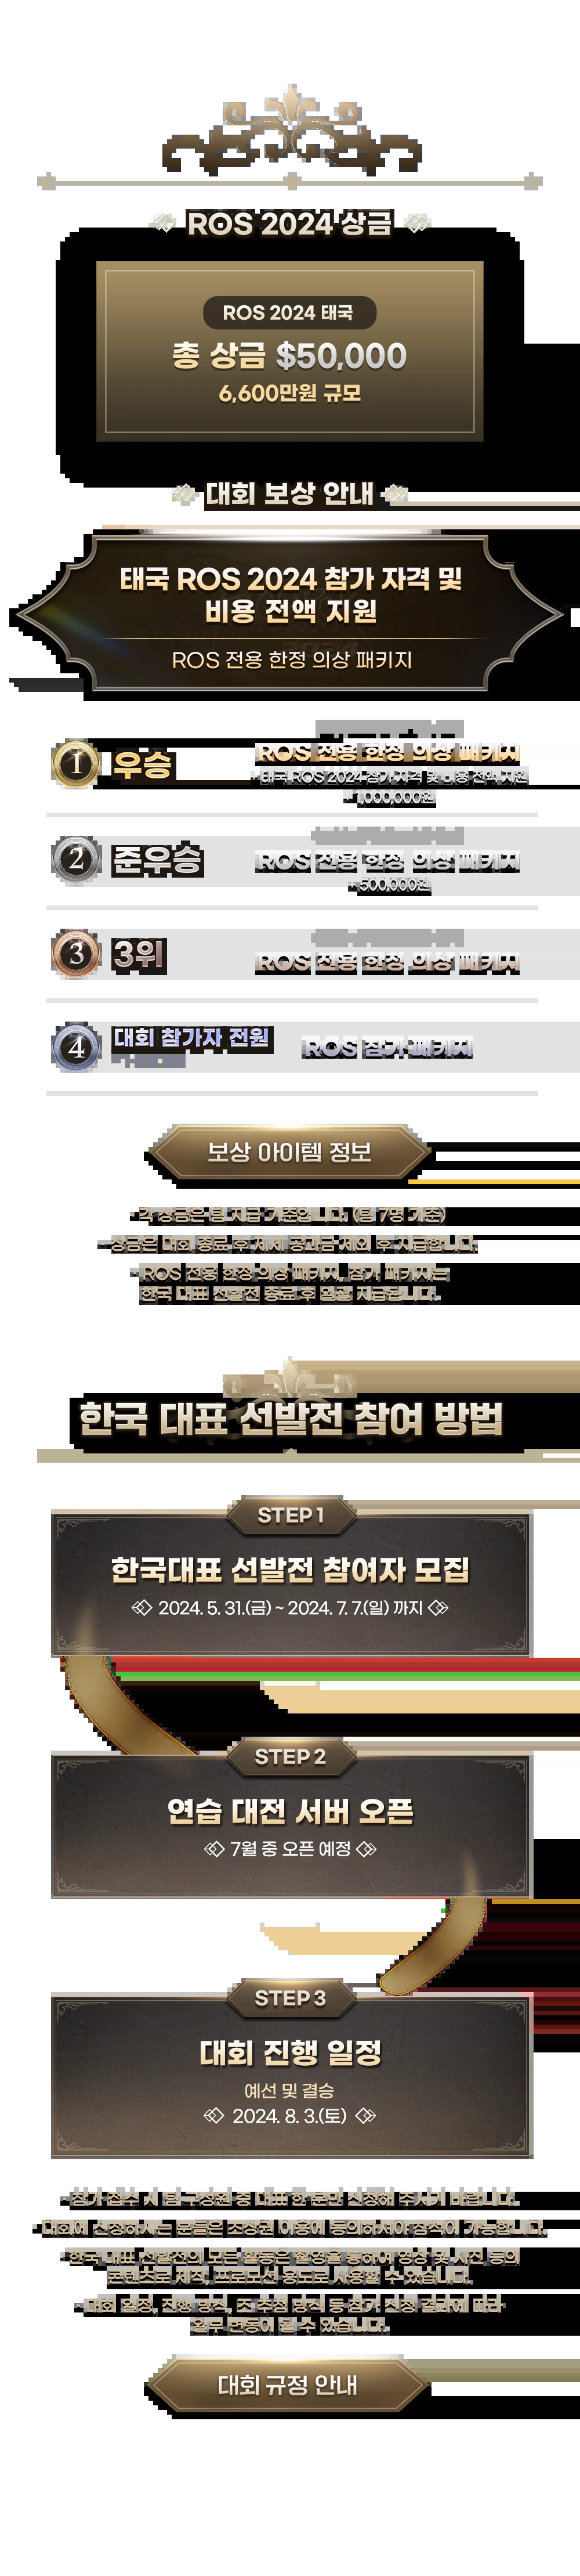 ROS 2024 상금
ROS 2024 태국
총 상금 $50,000
6,600만원 규모
대회 보상 안내
태국 ROS 2024 참가 자격 및
비용 전액 지원
ROS 전용 한정 의상 패키지
1 우승
ROS 전용 한정 의상 패키지
+ 태국 ROS 2024 참가 자격 및 비용 전액 지원
+ 1,000,000원
2 준우승
ROS 전용 한정 의상 패키지
+ 500,000원
3 3위
ROS 전용 한정 의상 패키지
4 대회 참가자 전원
ROS 참가 패키지
보상 아이템 정보
- 각 상금은 팀 지급 기준입니다. (팀 7명 기준)
- 상금은 대회 종료 후 제세 공과금 제외 후 지급됩니다.
- ROS 전용 한정 의상 패키지, 참가 패키지는
한국 대표 선발전 종료 후 일괄 지급됩니다.
한국 대표 선발전 참여 방법
STEP 1
한국대표 선발전 참여자 모집
2024. 5. 31.(금) ~ 2024. 7. 7.(일) 까지
STEP 2
연습 대전 서버 오픈
7월 중 오픈 예정
STEP 3
대회 진행 일정
예선 및 결승
2024. 8. 3.(토)
- 참가 접수 시 팀 구성원 중 대표 한 분만 신청해 주시기 바랍니다.
- 대회에 신청하시는 분들은 초상권 이용에 동의하셔야 참석이 가능합니다.
- 한국 대표 선발전의 모든 활동은 촬영을 통하여 영상 및 사진 등의
콘텐츠로 제작, 프로모션 용도로 사용할 수 있습니다.
- 대회 일정, 진행 방식, 조 추첨 방식 등 참가 신청 결과에 따라
일부 변동이 될 수 있습니다.
대회 규정 안내